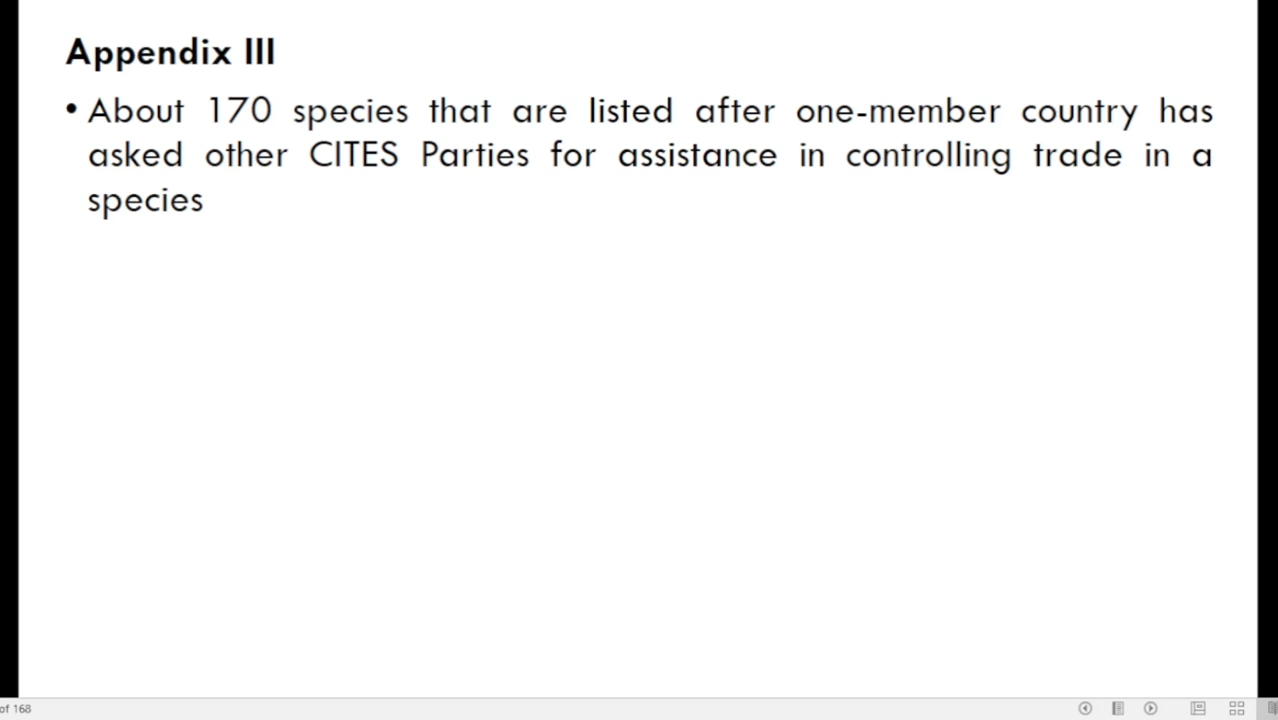 Appendix III
• About 170 species that are listed after one-member country has
asked other CITES Parties for assistance in controlling trade in a
species
of 168